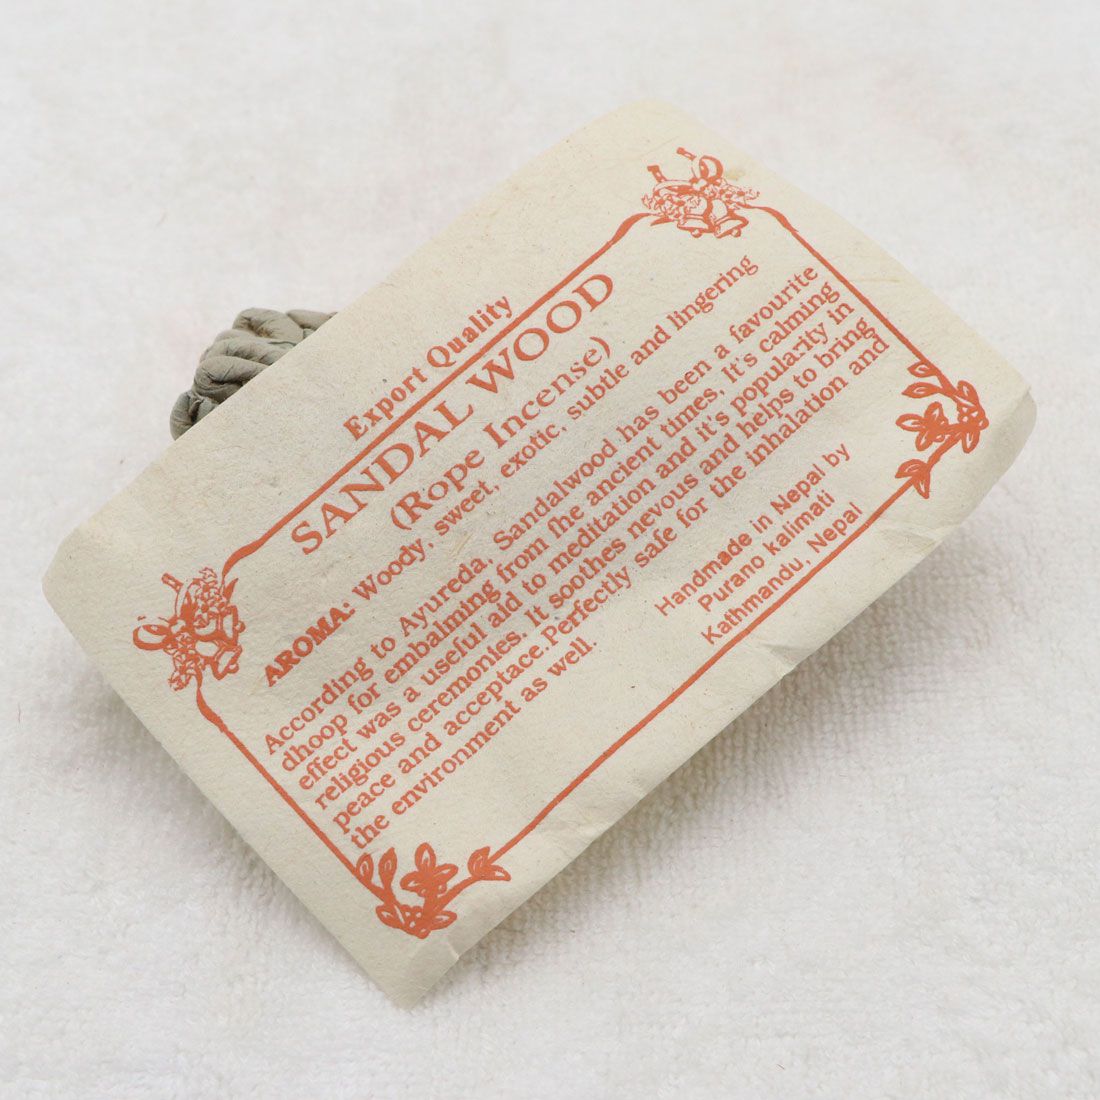 Export Quality
SANDAL WOOD
(Rope Incense)
AROMA: Woody, sweet, exotic, subtle and lingering
According to Ayureda, Sandalwood has been a favourite
dhoop for embalming from the ancient times, It's calming
effect was a useful aid to meditation and it's popularity in
religious ceremonies. It soothes nevous and helps to bring
peace and acceptace.Perfectly safe for the inhalation and
the environment as well.
Handmade in Nepal by
Purano kalimati
Kathmandu, Nepal